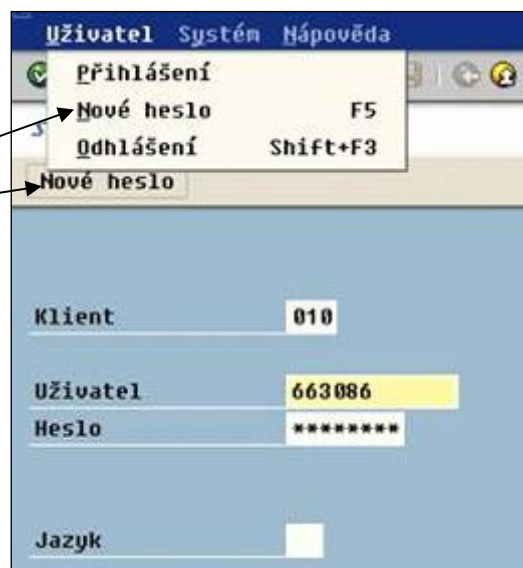 Uživatel Systém Nápověda
Přihlášení
Nové heslo F5
Odhlášení Shift+F3
Nové heslo
Klient 010
Uživatel 663086
Heslo ********
Jazyk